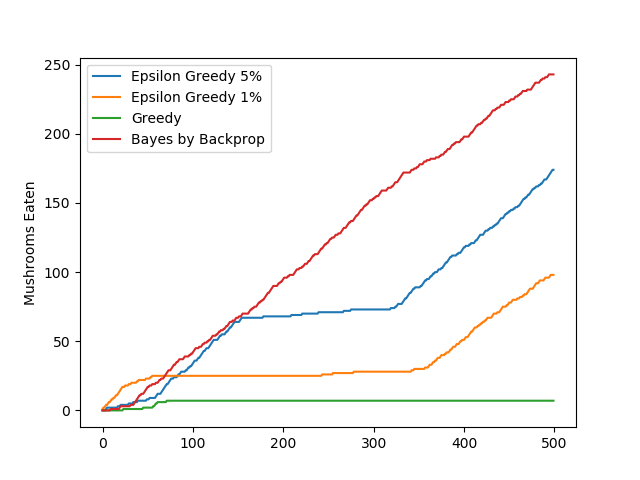 Epsilon Greedy 5%
Epsilon Greedy 1%
Greedy
Bayes by Backprop
Mushrooms Eaten
250
200
150
100
50
0
0 100 200 300 400 500